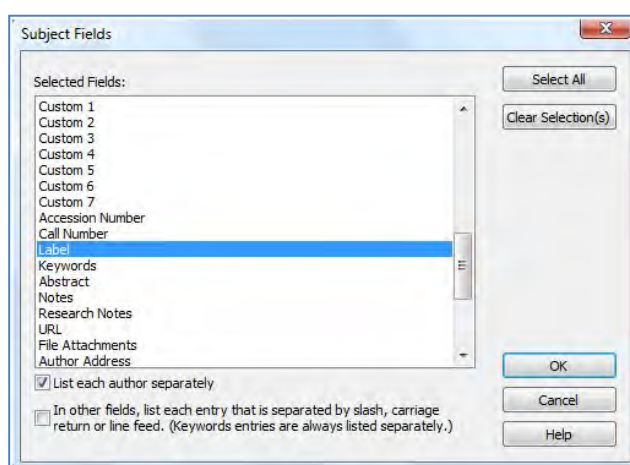 Subject Fields
Selected Fields:
Select All
Clear Selection(s)
Custom 1
Custom 2
Custom 3
Custom 4
Custom 5
Custom 6
Custom 7
Accession Number
Call Number
Label
Keywords
Abstract
Notes
Research Notes
URL
File Attachments
Author Address
List each author separately
In other fields, list each entry that is separated by slash, carriage
return or line feed. (Keywords entries are always listed separately.)
OK
Cancel
Help